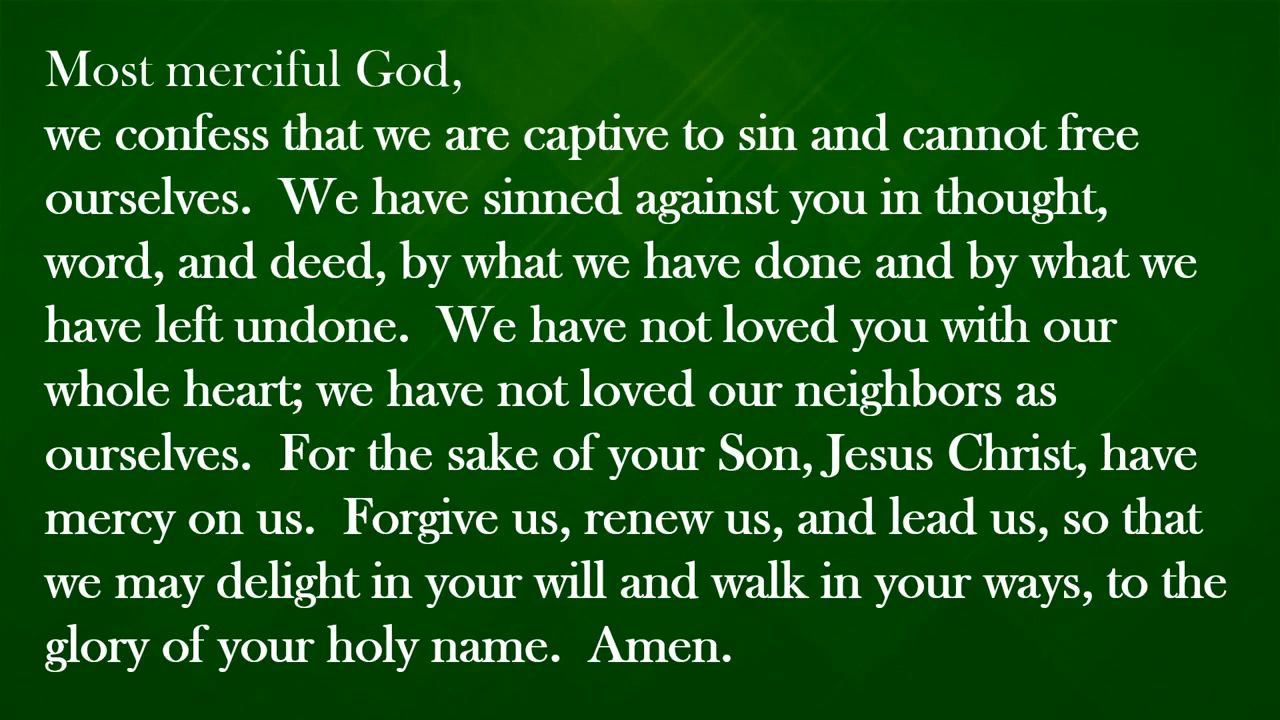 Most merciful God,
we confess that we are captive to sin and cannot free
ourselves.  We have sinned against you in thought,
word, and deed, by what we have done and by what we
have left undone.  We have not loved you with our
whole heart; we have not loved our neighbors as
ourselves.  For the sake of your Son, Jesus Christ, have
mercy on us.  Forgive us, renew us, and lead us, so that
we may delight in your will and walk in your ways, to the
glory of your holy name.  Amen.